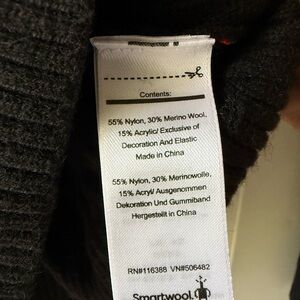 Contents:
55% Nylon, 30% Merino Wool,
15% Acrylic/ Exclusive of
Decoration And Elastic
Made in China
55% Nylon, 30% Merinowolle,
15% Acryl/ Ausgenommen
Dekoration Und Gummiband
Hergestellt in China
RN#116388 VN#506482
Smartwool